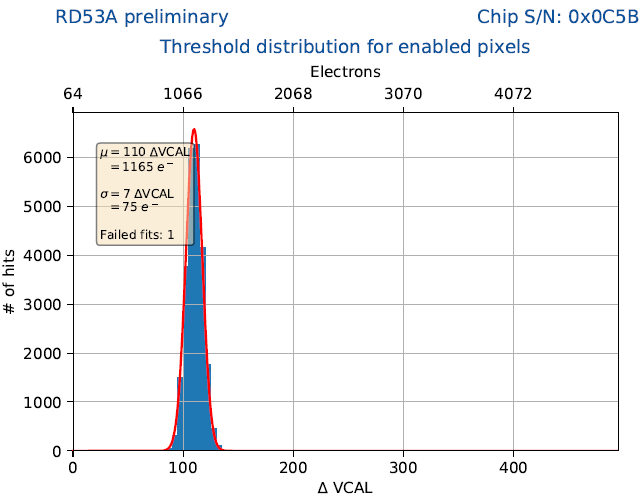 RD53A preliminary
Chip S/N: 0x0C5B
Threshold distribution for enabled pixels
Electrons
64 1066 2068 3070 4072
6000
5000
4000
3000
2000
1000
0
# of hits
μ = 110 ΔVCAL
= 1165 e⁻
σ = 7 ΔVCAL
= 75 e⁻
Failed fits: 1
0 100 200 300 400
Δ VCAL